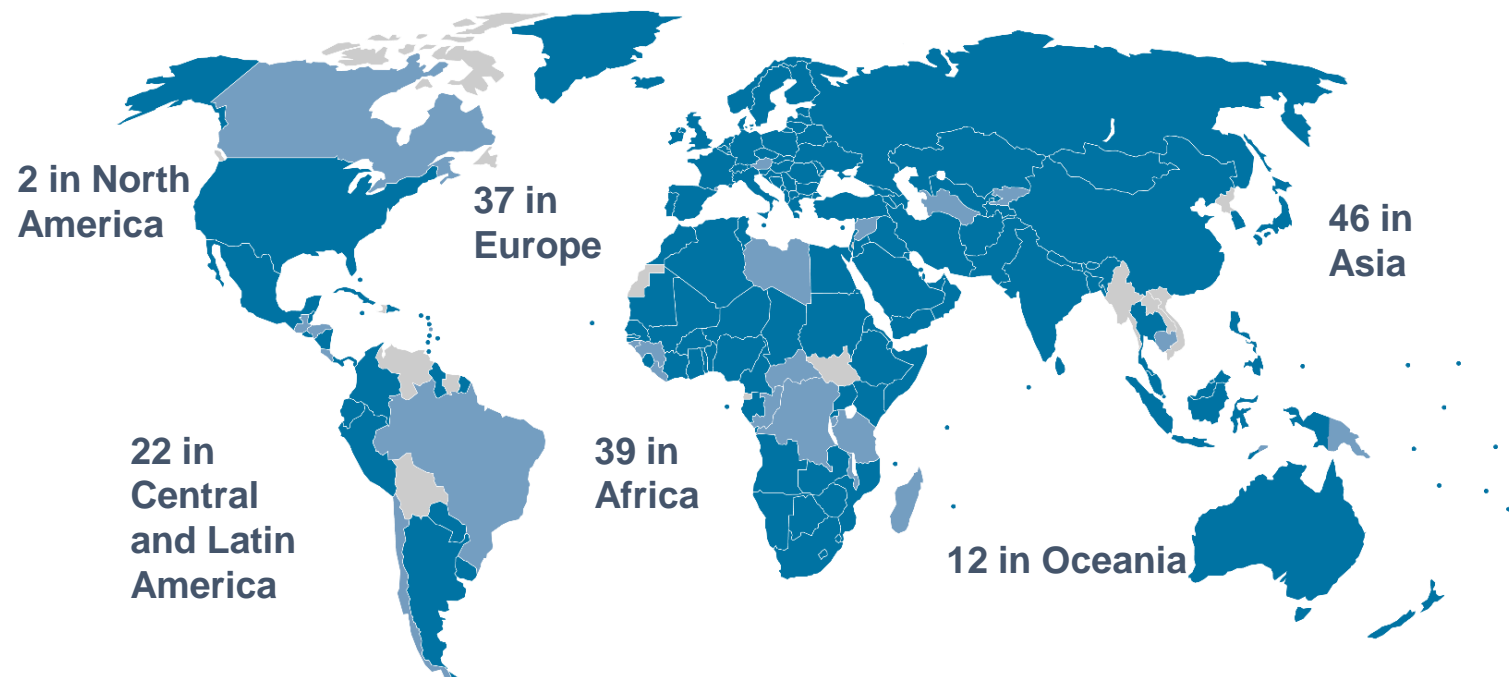 2 in North
America
37 in
Europe
46 in
Asia
22 in
Central
and Latin
America
39 in
Africa
12 in Oceania